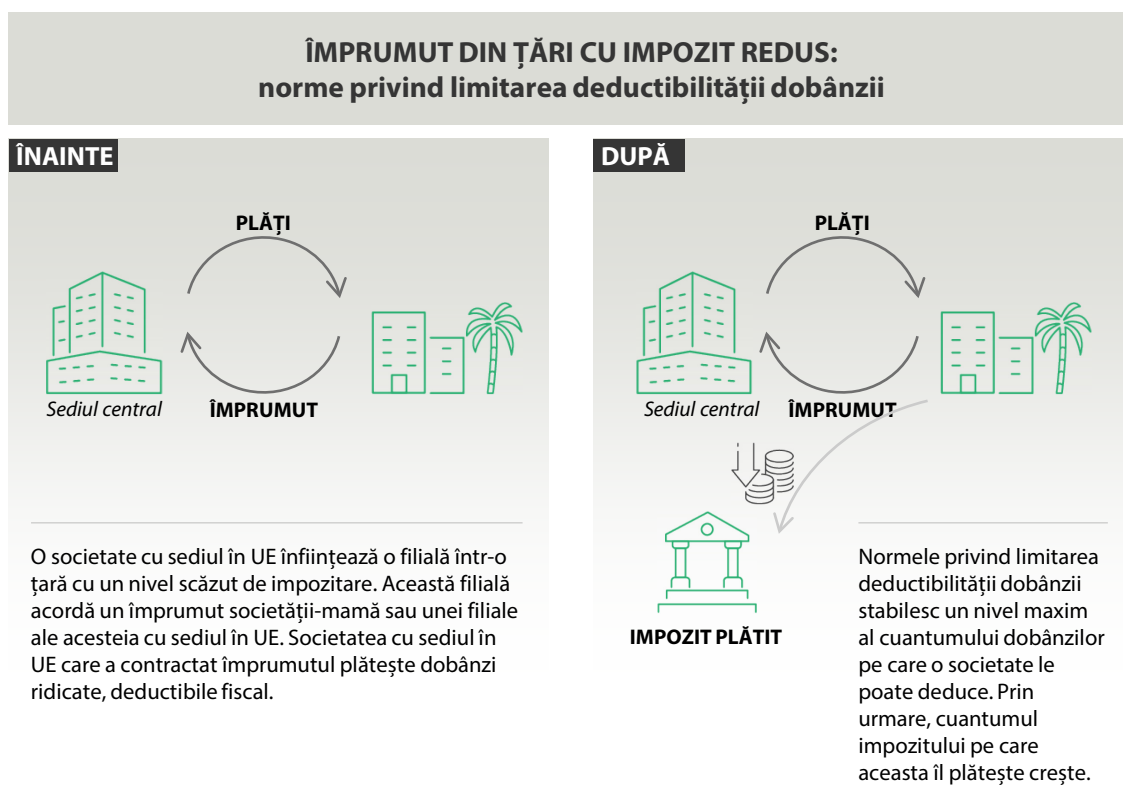 ÎMPRUMUT DIN ȚĂRI CU IMPOZIT REDUS:
norme privind limitarea deductibilității dobânzii
ÎNAINTE
PLĂȚI
Sediul central
ÎMPRUMUT
O societate cu sediul în UE înființează o filială într-o
țară cu un nivel scăzut de impozitare. Această filială
acordă un împrumut societății-mamă sau unei filiale
ale acesteia cu sediul în UE. Societatea cu sediul în
UE care a contractat împrumutul plătește dobânzi
ridicate, deductibile fiscal.
DUPĂ
PLĂȚI
Sediul central
ÎMPRUMUT
IMPOZIT PLĂTIT
Normele privind limitarea
deductibilității dobânzii
stabilesc un nivel maxim
al cuantumului dobânzilor
pe care o societate le
poate deduce. Prin
urmare, cuantumul
impozitului pe care
aceasta îl plătește crește.